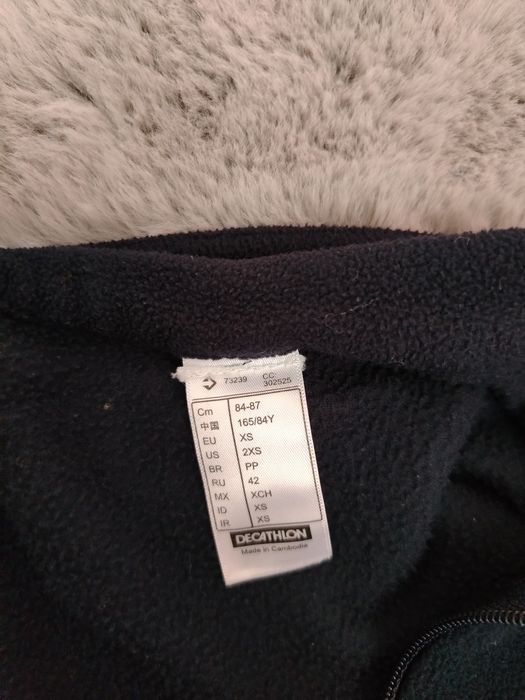 73239 CC: 302525
Cm 84-87
中国 165/84Y
EU XS
US 2XS
BR PP
RU 42
MX XCH
ID XS
IR XS
DECATHLON
Made in Cambodia